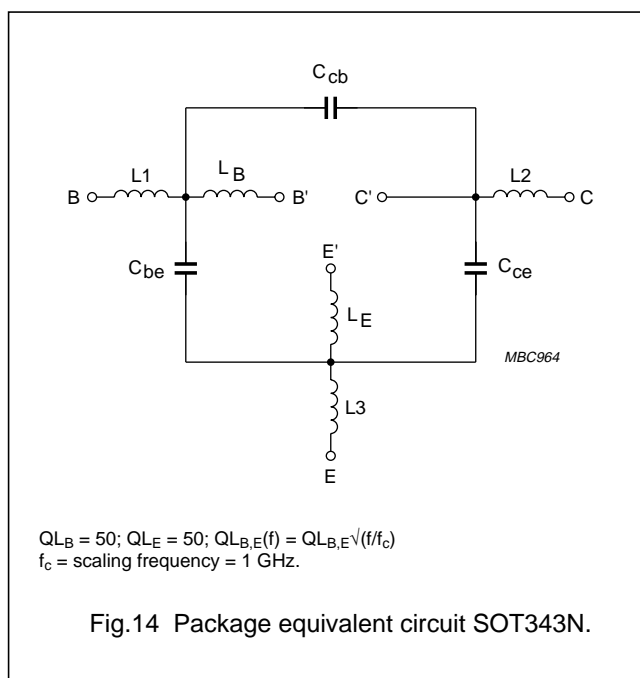 C_cb
L1
L_B
L2
B
B'
C'
C
C_be
E'
C_ce
L_E
MBC964
L3
E
QL_B = 50; QL_E = 50; QL_B,E(f) = QL_B,E√(f/f_c)
f_c = scaling frequency = 1 GHz.
Fig.14 Package equivalent circuit SOT343N.